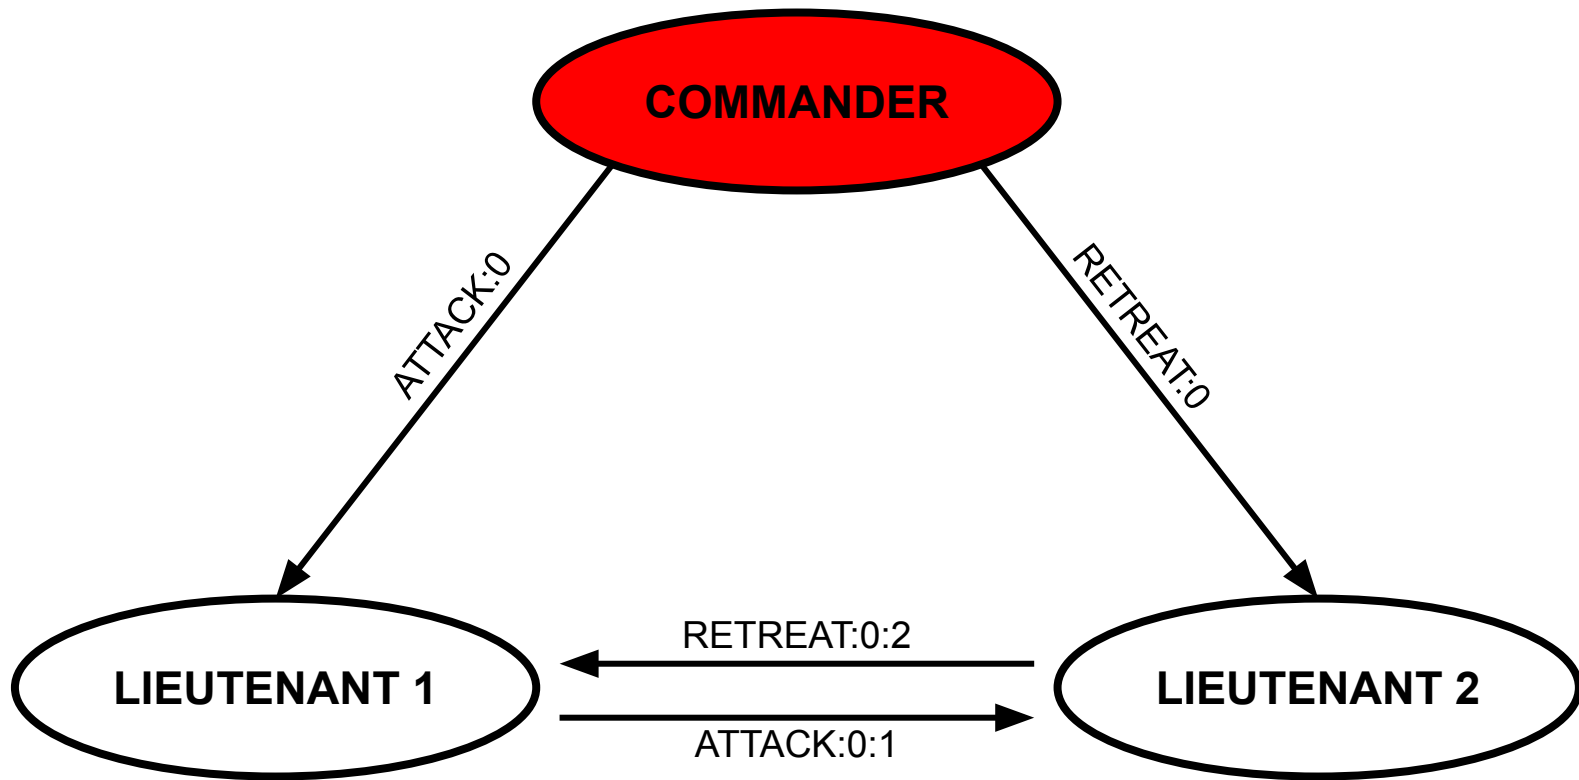 COMMANDER
ATTACK:0
RETREAT:0
RETREAT:0:2
LIEUTENANT 1
LIEUTENANT 2
ATTACK:0:1